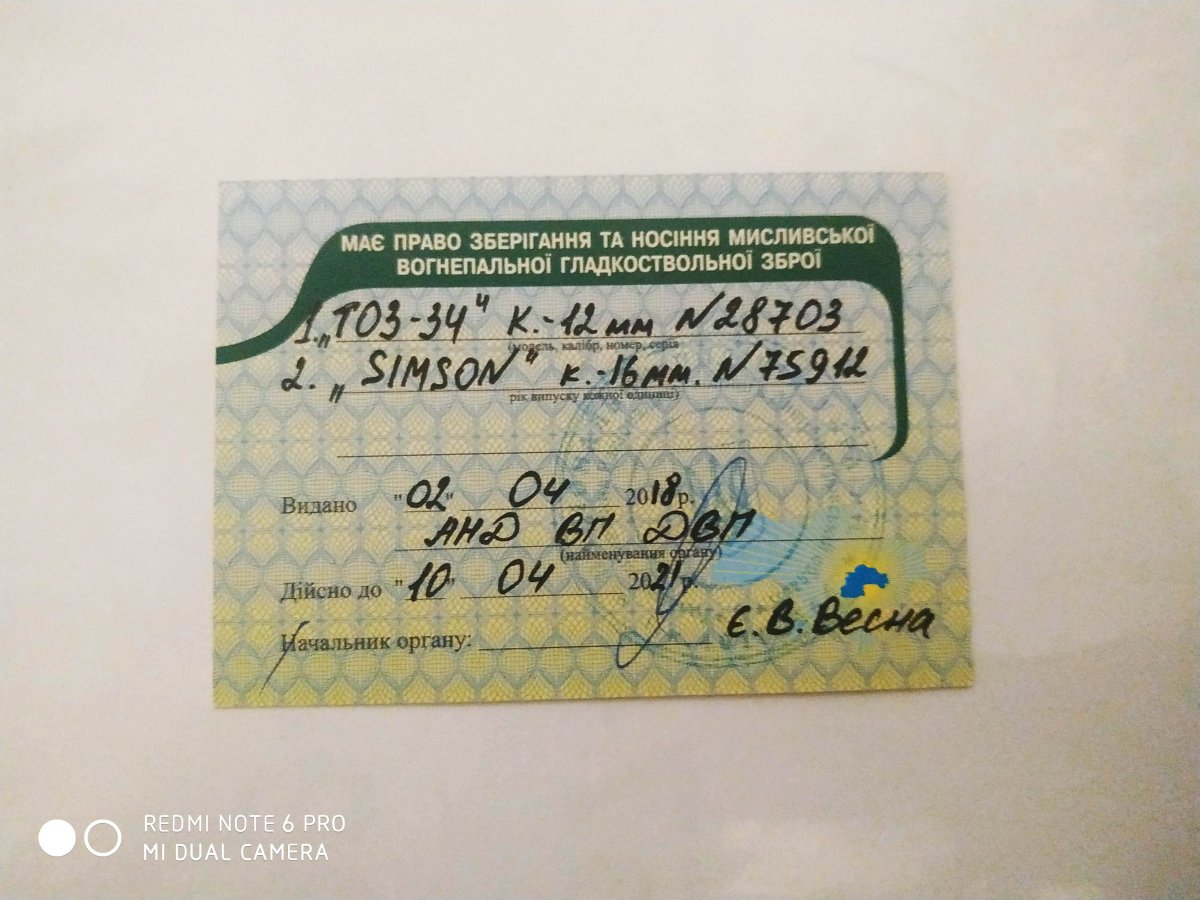 МАЄ ПРАВО ЗБЕРІГАННЯ ТА НОСІННЯ МИСЛИВСЬКОЇ
ВОГНЕПАЛЬНОЇ ГЛАДКОСТВОЛЬНОЇ ЗБРОЇ
1. „ТОЗ-34" к.-12мм N28703
(модель, калібр, номер, серія
2. „SIMSON" к.-16мм. N75912
рік випуску кожної одиниці)
Видано "02" 04 2018р.
АНД ВП ДВП
(найменування органу)
Дійсно до "10" 04 2021р.
Начальник органу: Є.В.Весна
REDMI NOTE 6 PRO
MI DUAL CAMERA